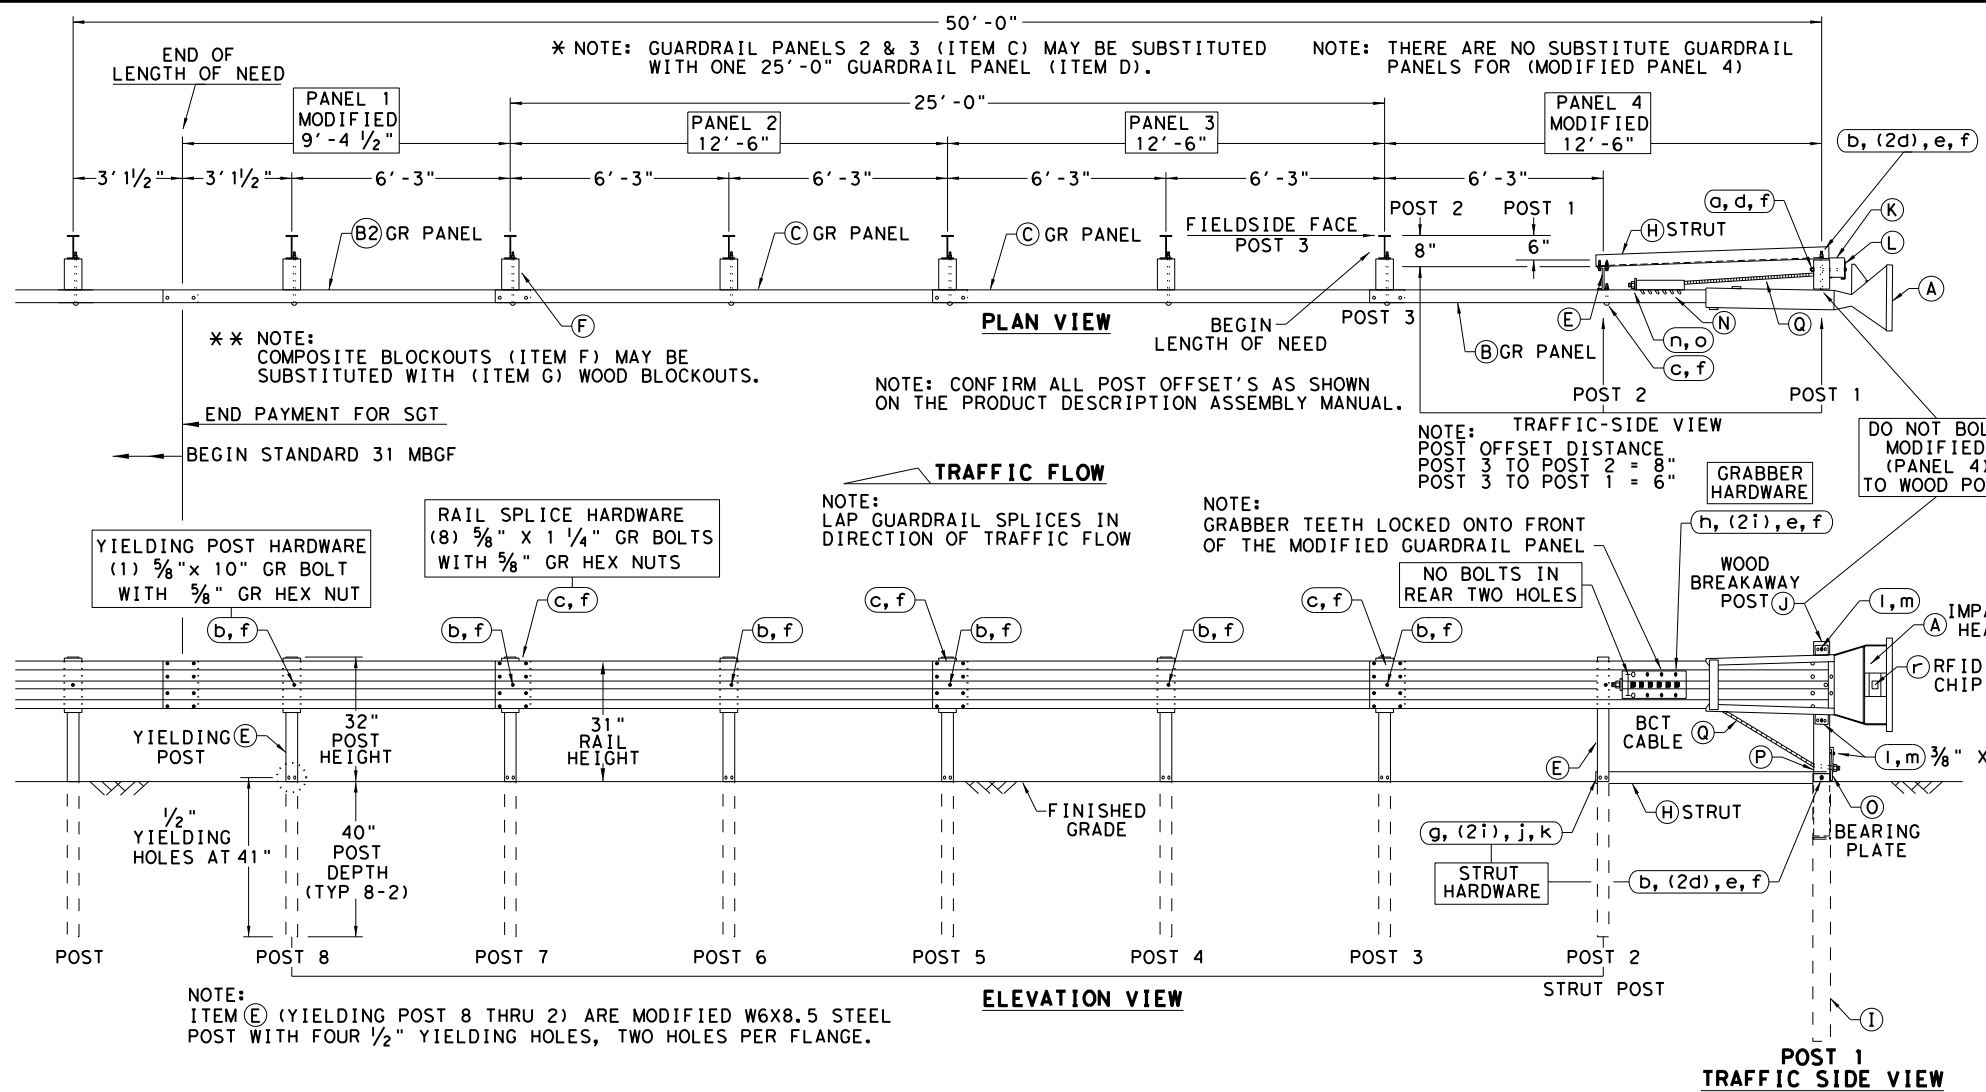 50'-0"
END OF
LENGTH OF NEED
* NOTE: GUARDRAIL PANELS 2 & 3 (ITEM C) MAY BE SUBSTITUTED
WITH ONE 25'-0" GUARDRAIL PANEL (ITEM D).
NOTE: THERE ARE NO SUBSTITUTE GUARDRAIL
PANELS FOR (MODIFIED PANEL 4)
25'-0"
PANEL 1
MODIFIED
9'-4 1/2"
PANEL 2
12'-6"
PANEL 3
12'-6"
PANEL 4
MODIFIED
12'-6"
b, (2d), e, f
3' 1 1/2"
3' 1 1/2"
6'-3"
6'-3"
6'-3"
6'-3"
6'-3"
6'-3"
POST 2
POST 1
8"
6"
a, d, f
K
L
A
B2 GR PANEL
C GR PANEL
C GR PANEL
FIELDSIDE FACE
POST 3
H STRUT
F
PLAN VIEW
BEGIN
LENGTH OF NEED
POST 3
B GR PANEL
E
n, o
N
Q
c, f
POST 2
POST 1
** NOTE:
COMPOSITE BLOCKOUTS (ITEM F) MAY BE
SUBSTITUTED WITH (ITEM G) WOOD BLOCKOUTS.
NOTE: CONFIRM ALL POST OFFSET'S AS SHOWN
ON THE PRODUCT DESCRIPTION ASSEMBLY MANUAL.
TRAFFIC-SIDE VIEW
NOTE:
POST OFFSET DISTANCE
POST 3 TO POST 2 = 8"
POST 3 TO POST 1 = 6"
MODIFIED
(PANEL 4)
DO NOT
TO WOOD
END PAYMENT FOR SGT
BEGIN STANDARD 31 MBGF
TRAFFIC FLOW
NOTE:
LAP GUARDRAIL SPLICES IN
DIRECTION OF TRAFFIC FLOW
NOTE:
GRABBER TEETH LOCKED ONTO FRONT
OF THE MODIFIED GUARDRAIL PANEL
GRABBER
HARDWARE
h, (2i), e, f
YIELDING POST HARDWARE
(1) 5/8"x 10" GR BOLT
WITH 5/8" GR HEX NUT
RAIL SPLICE HARDWARE
(8) 5/8" X 1 1/4" GR BOLTS
WITH 5/8" GR HEX NUTS
NO BOLTS IN
REAR TWO HOLES
WOOD
BREAKAWAY
POST J
l, m
A
b, f
b, f
c, f
b, f
c, f
b, f
b, f
c, f
b, f
r RFID
CHIP
YIELDING E
POST
32"
POST
HEIGHT
31"
RAIL
HEIGHT
BCT
CABLE Q
E
P
l, m 3/8" X
1/2"
YIELDING
HOLES AT 41"
40"
POST
DEPTH
(TYP 8-2)
FINISHED
GRADE
g, (2i), j, k
STRUT
HARDWARE
H STRUT
O
BEARING
PLATE
b, (2d), e, f
POST
POST 8
POST 7
POST 6
POST 5
POST 4
POST 3
POST 2
STRUT POST
ELEVATION VIEW
NOTE:
ITEM E (YIELDING POST 8 THRU 2) ARE MODIFIED W6X8.5 STEEL
POST WITH FOUR 1/2" YIELDING HOLES, TWO HOLES PER FLANGE.
I
POST 1
TRAFFIC SIDE VIEW